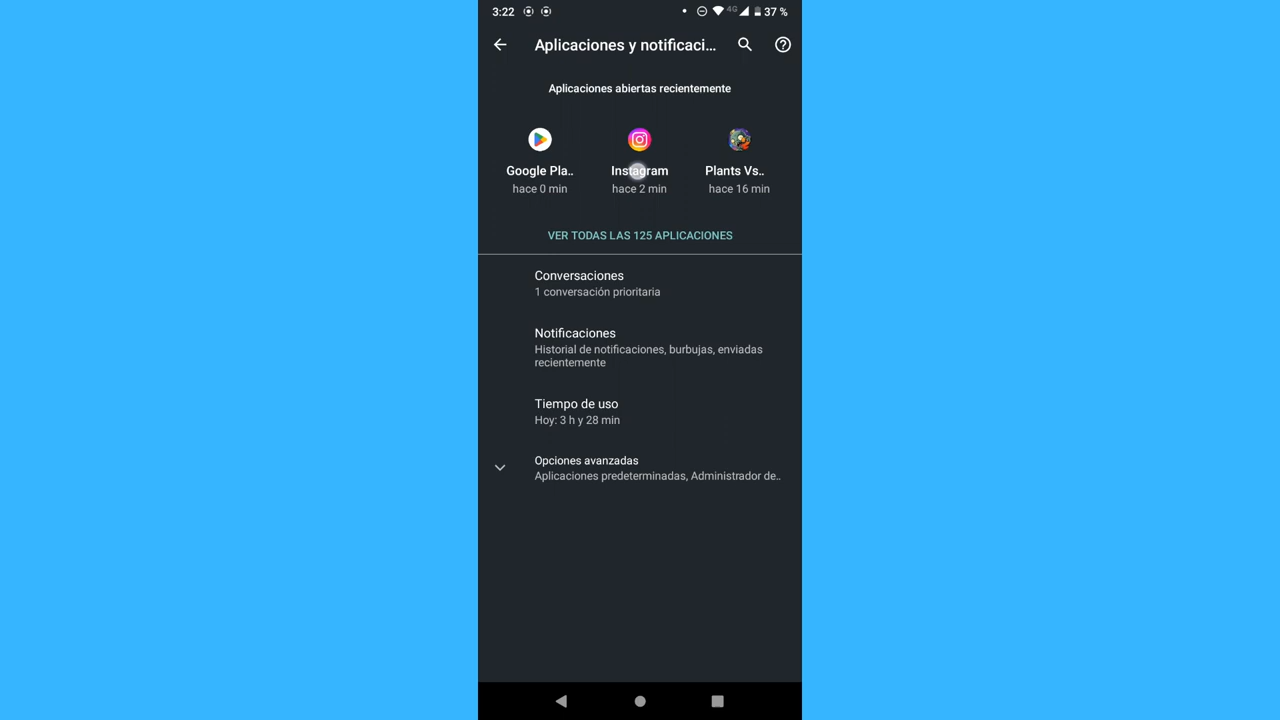 3:22 4G 37 %
Aplicaciones y notificaci...
Aplicaciones abiertas recientemente
Google Pla.. Instagram Plants Vs..
hace 0 min hace 2 min hace 16 min
VER TODAS LAS 125 APLICACIONES
Conversaciones
1 conversación prioritaria
Notificaciones
Historial de notificaciones, burbujas, enviadas
recientemente
Tiempo de uso
Hoy: 3 h y 28 min
Opciones avanzadas
Aplicaciones predeterminadas, Administrador de..